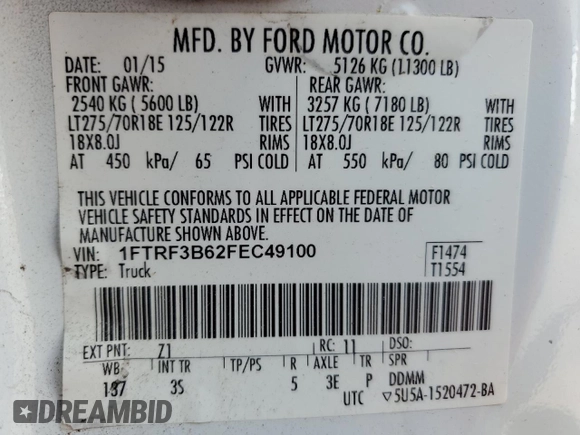 MFD. BY FORD MOTOR CO.
DATE: 01/15 GVWR: 5126 KG (11300 LB)
FRONT GAWR: REAR GAWR:
2540 KG ( 5600 LB) WITH 3257 KG ( 7180 LB) WITH
LT275/70R18E 125/122R TIRES LT275/70R18E 125/122R TIRES
18X8.0J RIMS 18X8.0J RIMS
AT 450 kPa/ 65 PSI COLD AT 550 kPa/ 80 PSI COLD
THIS VEHICLE CONFORMS TO ALL APPLICABLE FEDERAL MOTOR
VEHICLE SAFETY STANDARDS IN EFFECT ON THE DATE OF
MANUFACTURE SHOWN ABOVE.
VIN: 1FTRF3B62FEC49100 F1474
TYPE: Truck T1554
EXT PNT: Z1 RC: 11 DSO:
WB INT TR TP/PS R AXLE TR SPR
137 3S 5 3E P DDMM
UTC ▽5U5A-1520472-BA
DREAMBID